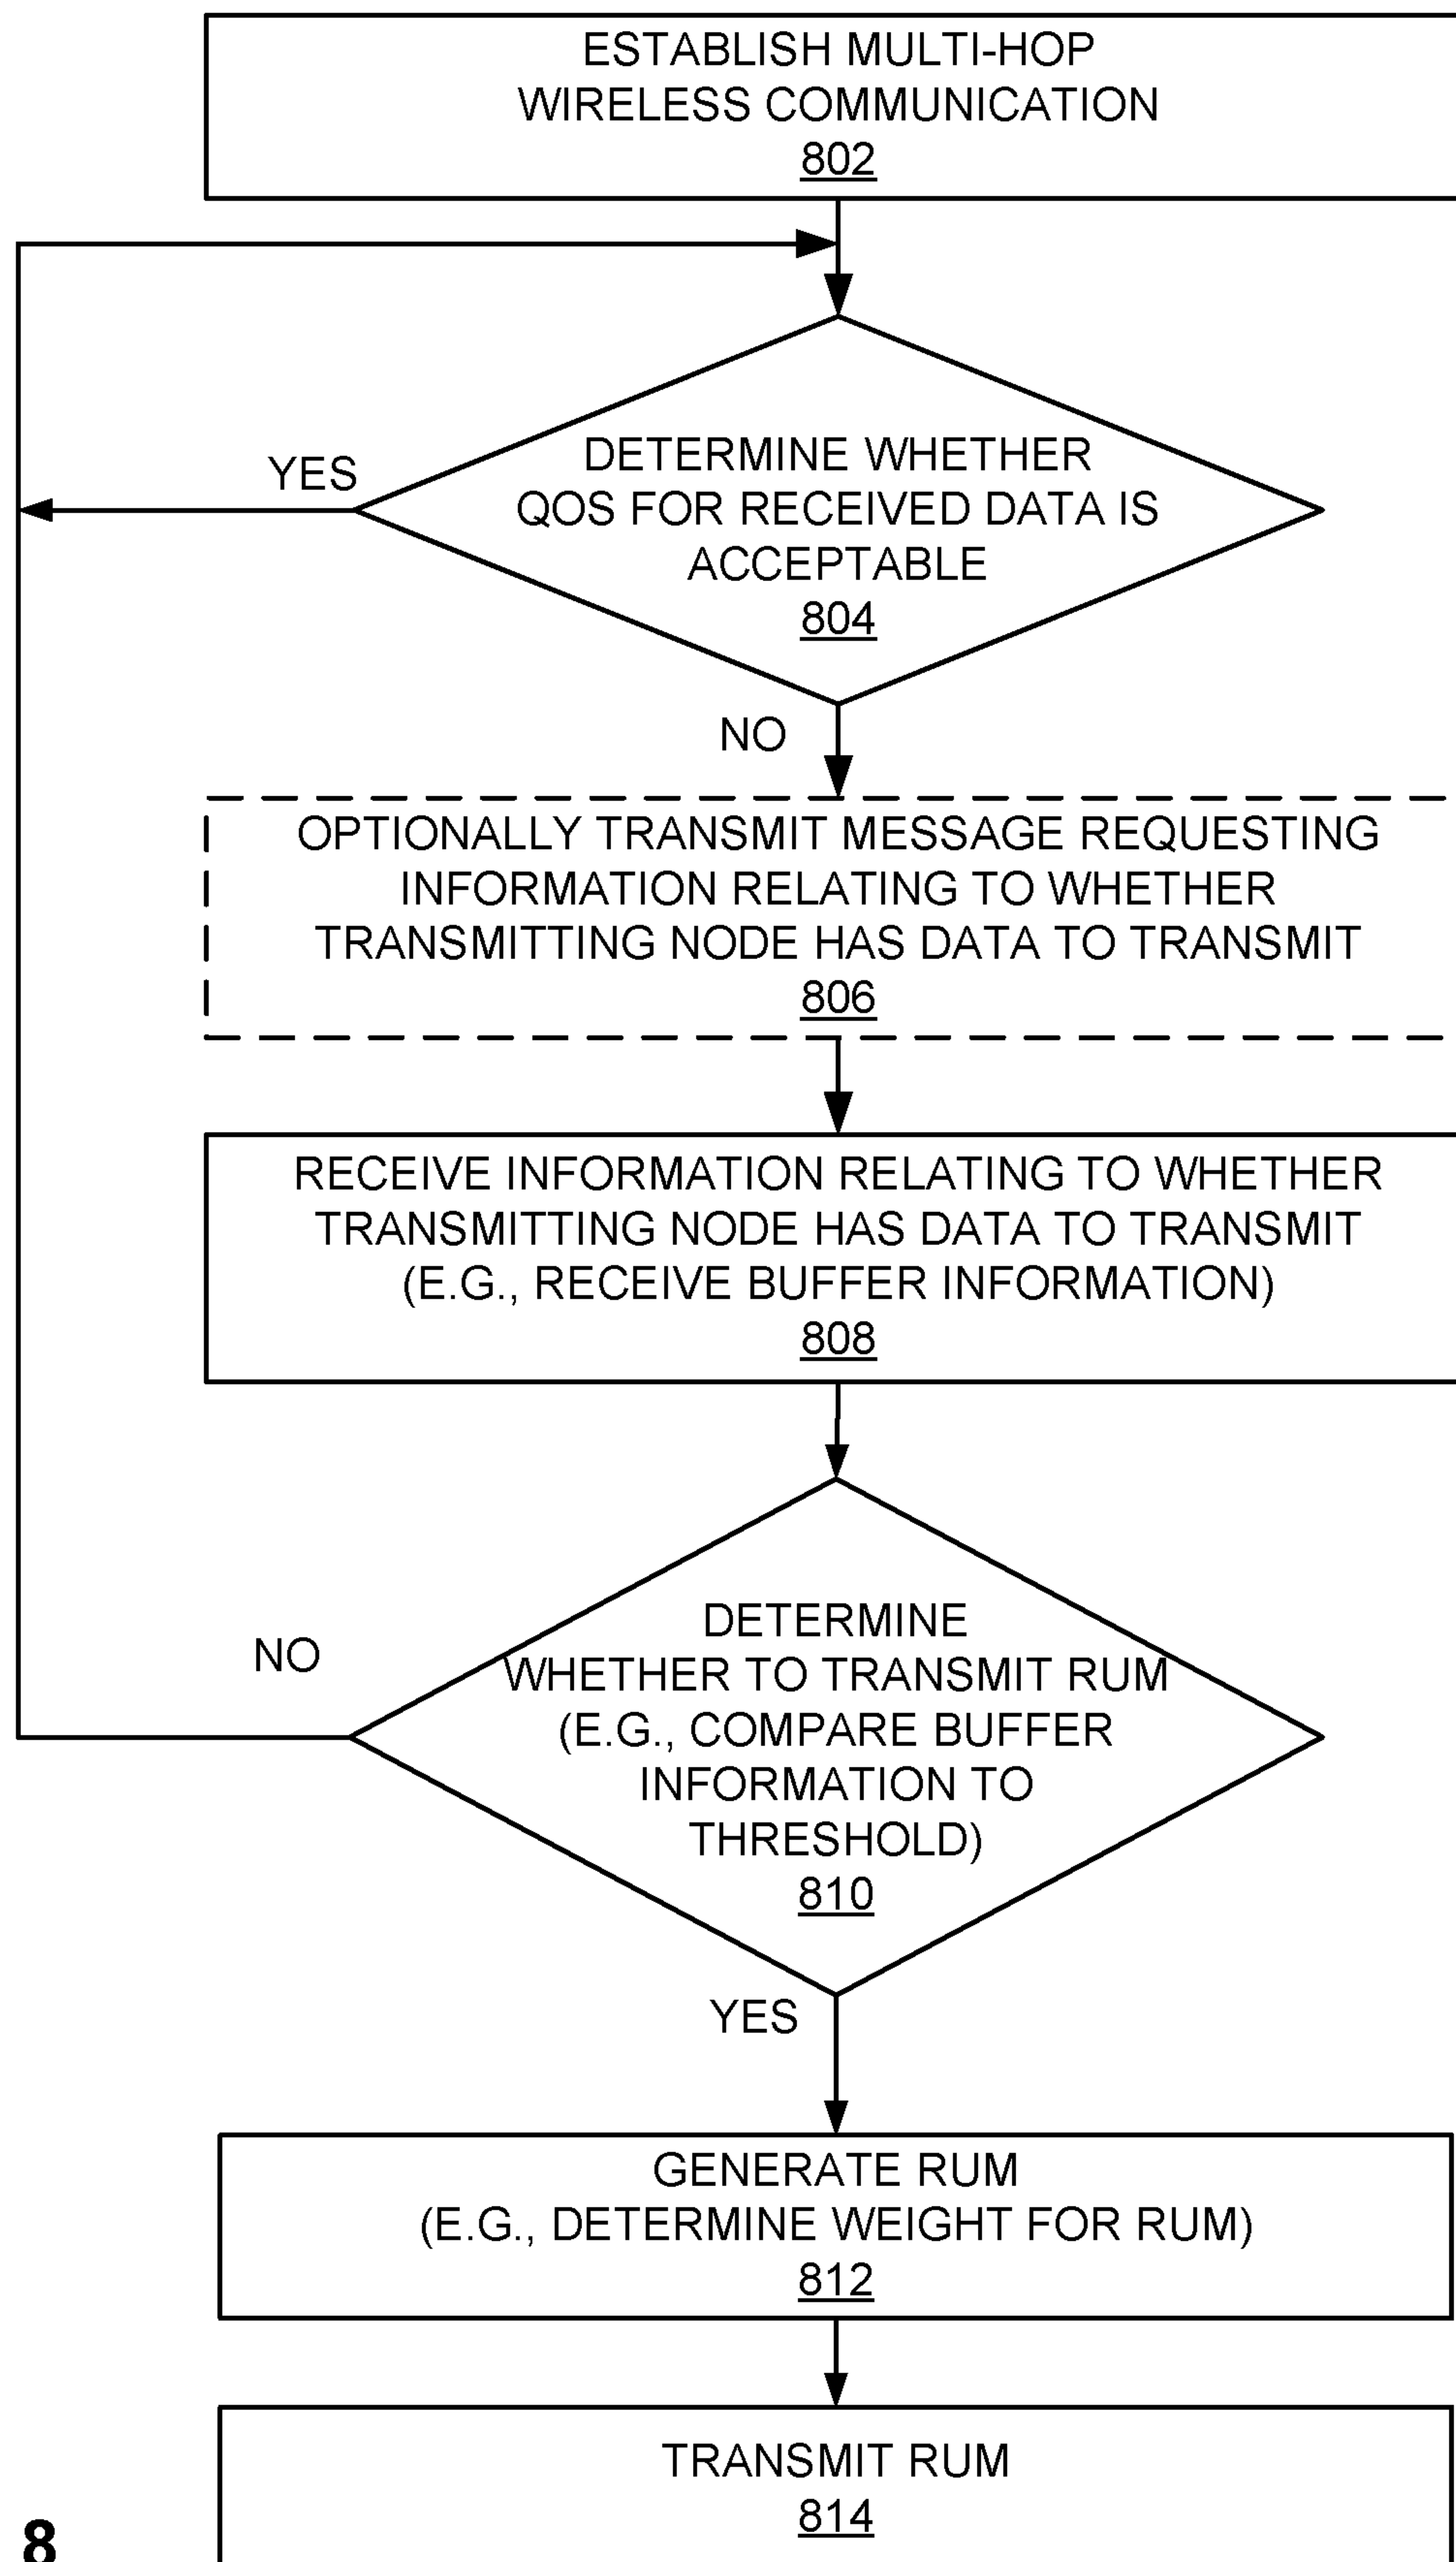 ESTABLISH MULTI-HOP
WIRELESS COMMUNICATION
802
DETERMINE WHETHER
QOS FOR RECEIVED DATA IS
ACCEPTABLE
804
YES
NO
OPTIONALLY TRANSMIT MESSAGE REQUESTING
INFORMATION RELATING TO WHETHER
TRANSMITTING NODE HAS DATA TO TRANSMIT
806
RECEIVE INFORMATION RELATING TO WHETHER
TRANSMITTING NODE HAS DATA TO TRANSMIT
(E.G., RECEIVE BUFFER INFORMATION)
808
DETERMINE
WHETHER TO TRANSMIT RUM
(E.G., COMPARE BUFFER
INFORMATION TO
THRESHOLD)
810
NO
YES
GENERATE RUM
(E.G., DETERMINE WEIGHT FOR RUM)
812
TRANSMIT RUM
814
8